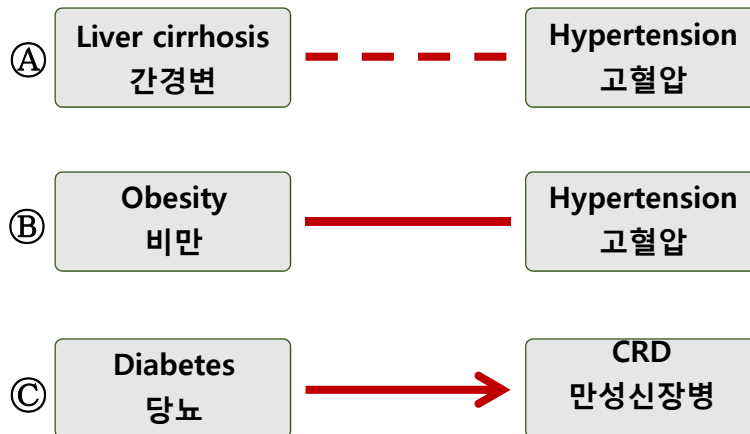 Ⓐ
Liver cirrhosis
간경변
Hypertension
고혈압
Ⓑ
Obesity
비만
Hypertension
고혈압
Ⓒ
Diabetes
당뇨
CRD
만성신장병